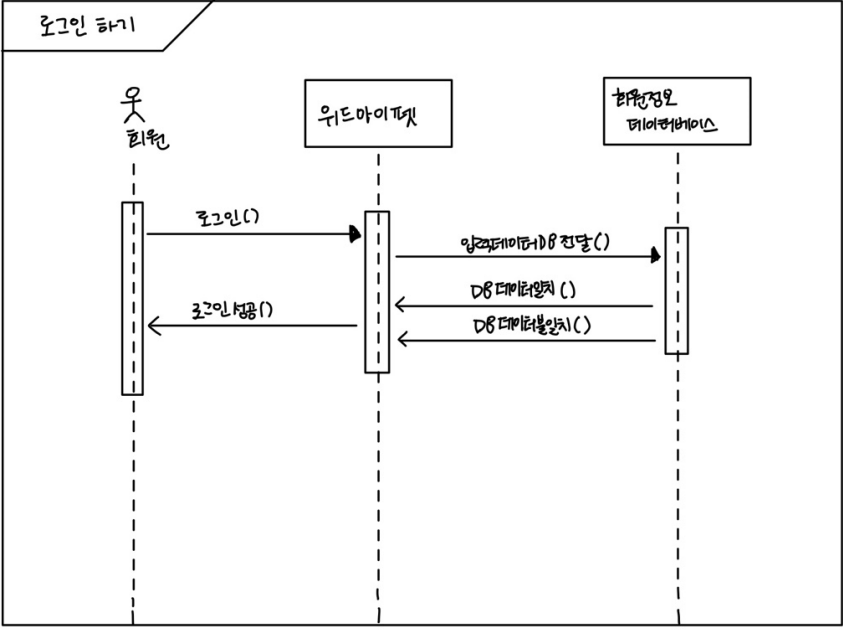 로그인 하기
회원
위드마이펫
회원정보
데이터베이스
로그인()
입력데이터DB 전달()
DB데이터일치()
로그인성공()
DB데이터불일치()